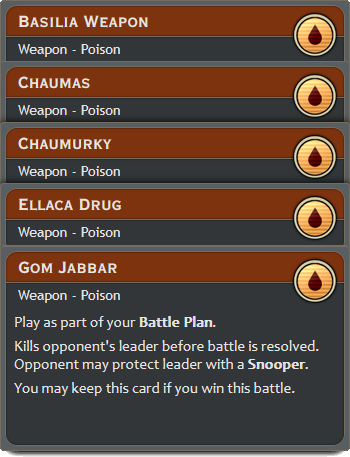 Basilia Weapon
Weapon - Poison
Chaumas
Weapon - Poison
Chaumurky
Weapon - Poison
Ellaca Drug
Weapon - Poison
Gom Jabbar
Weapon - Poison
Play as part of your Battle Plan.
Kills opponent's leader before battle is resolved.
Opponent may protect leader with a Snooper.
You may keep this card if you win this battle.